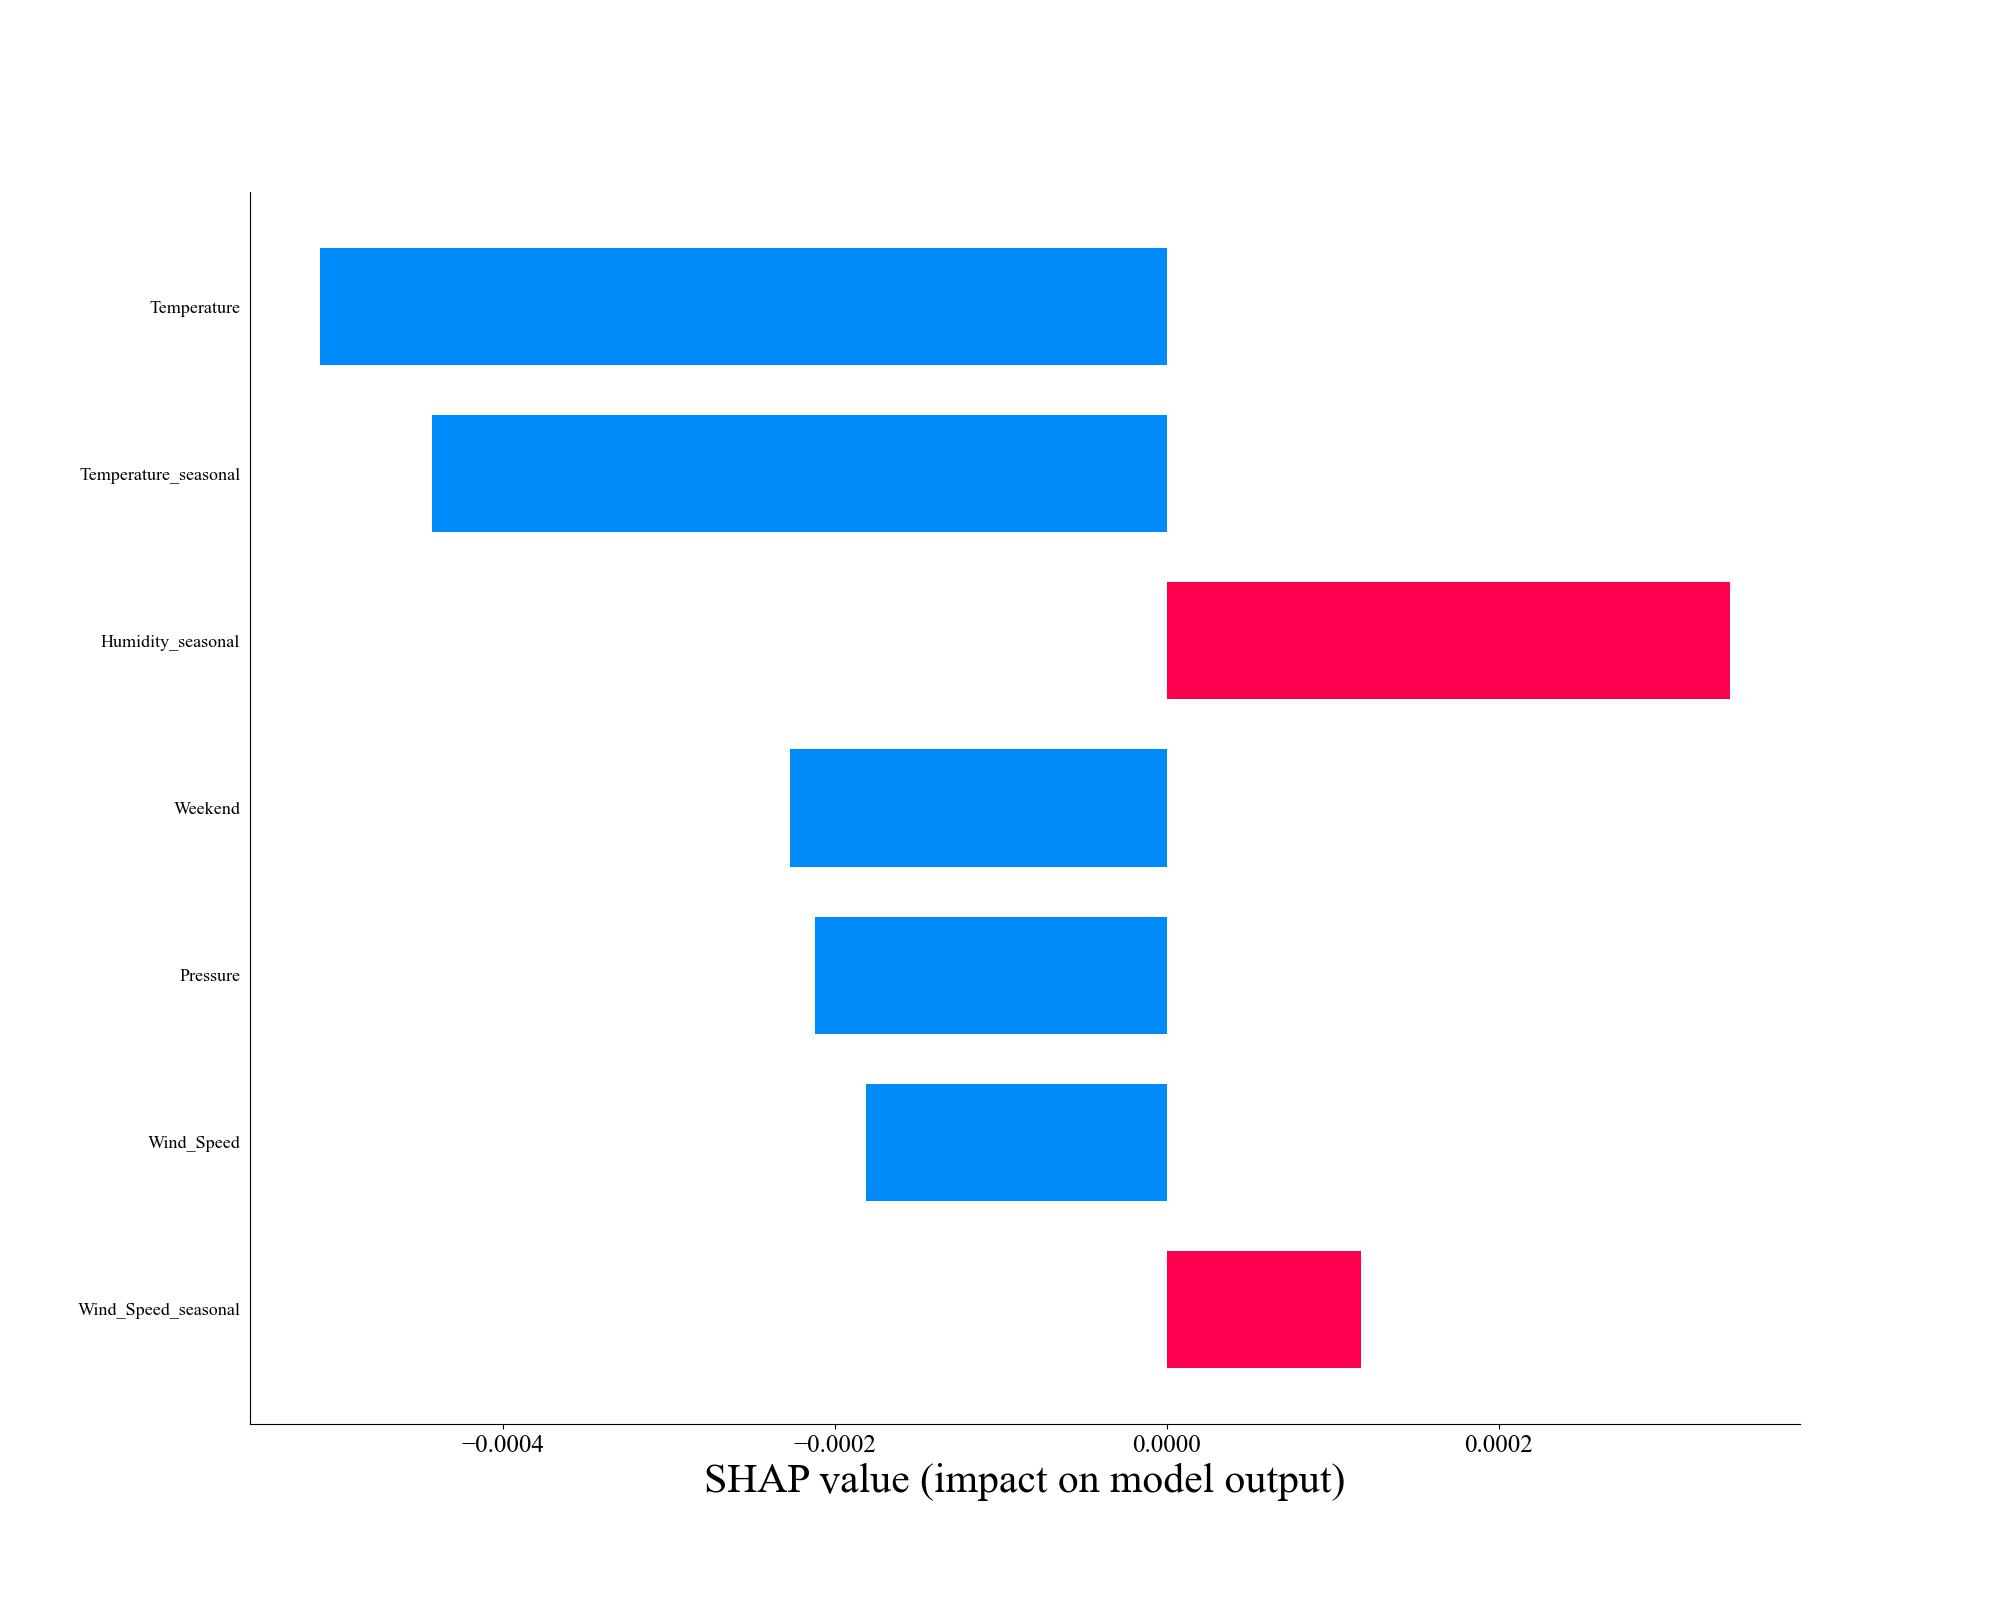 Temperature
Temperature_seasonal
Humidity_seasonal
Weekend
Pressure
Wind_Speed
Wind_Speed_seasonal
−0.0004 −0.0002 0.0000 0.0002
SHAP value (impact on model output)